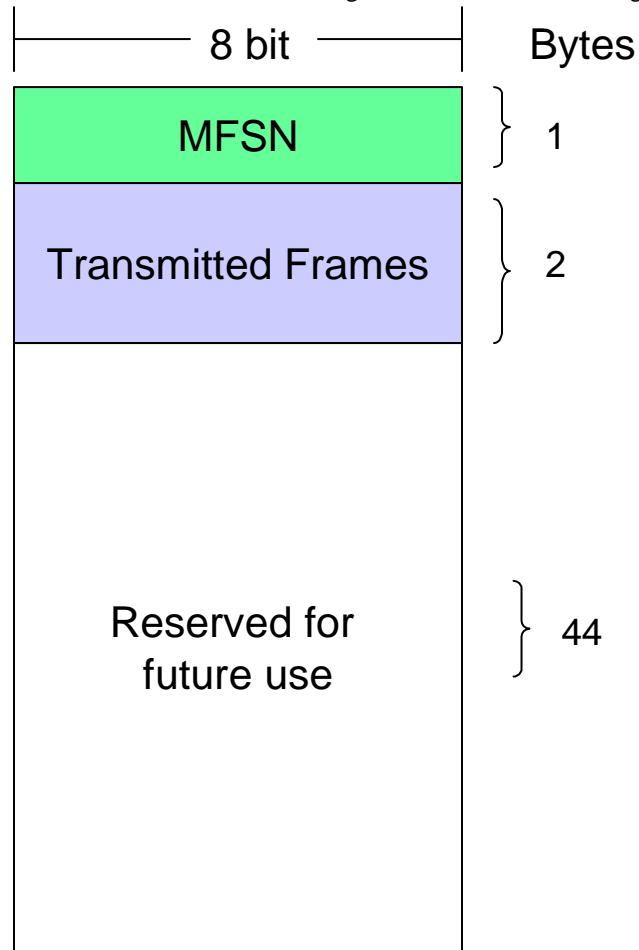 8 bit Bytes
MFSN 1
Transmitted Frames 2
Reserved for
future use
44